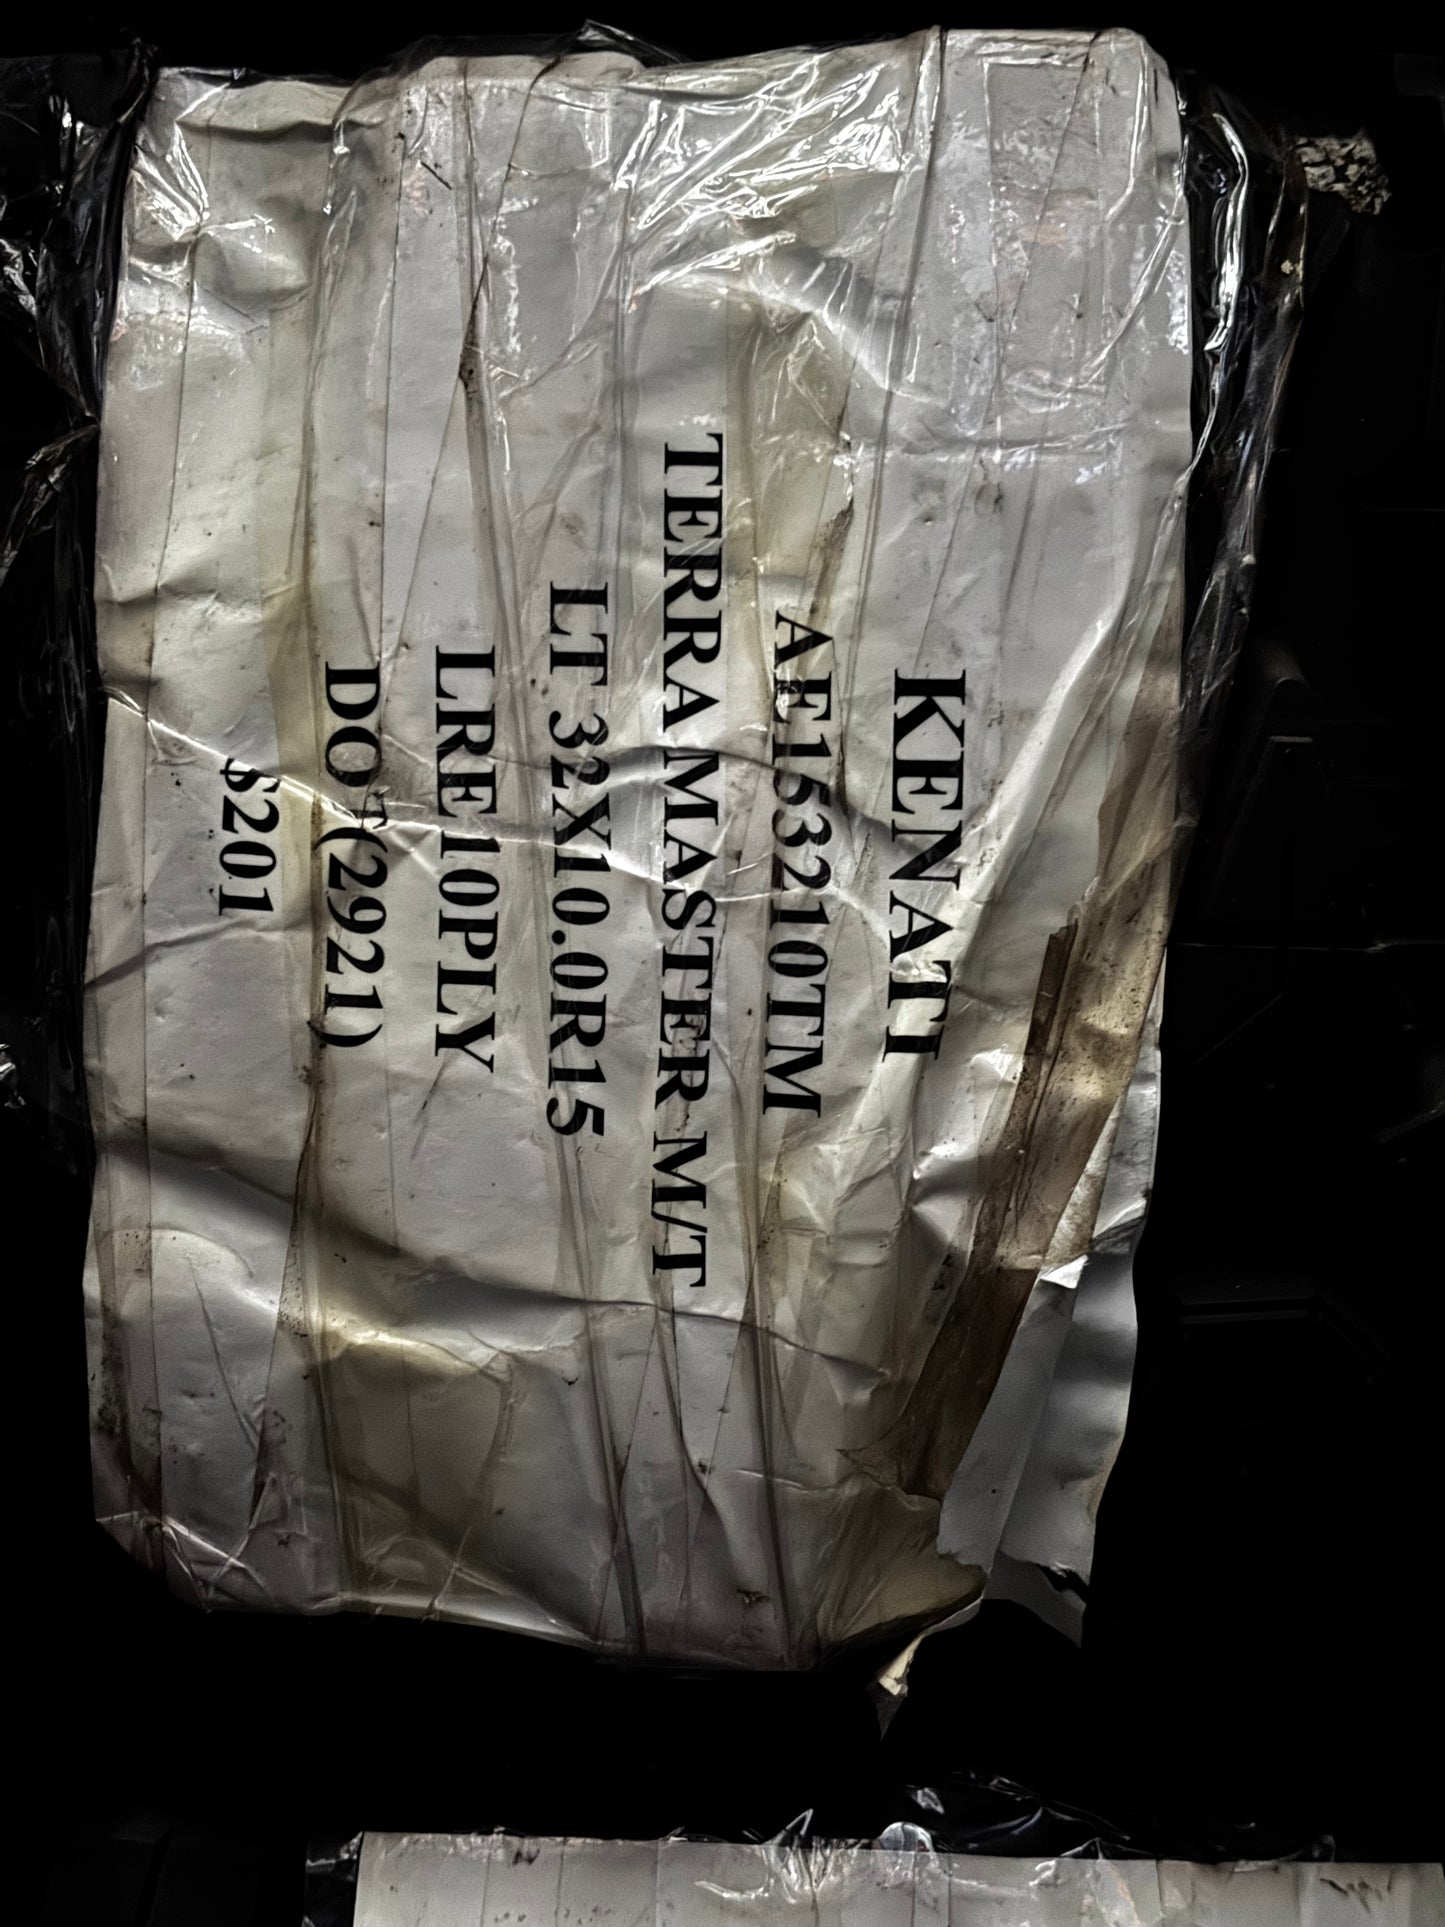 KENATI
AE153210TM
TERRA MASTER M/T
LT 32X10.0R15
LRE 10PLY
DOT(2921)
$201